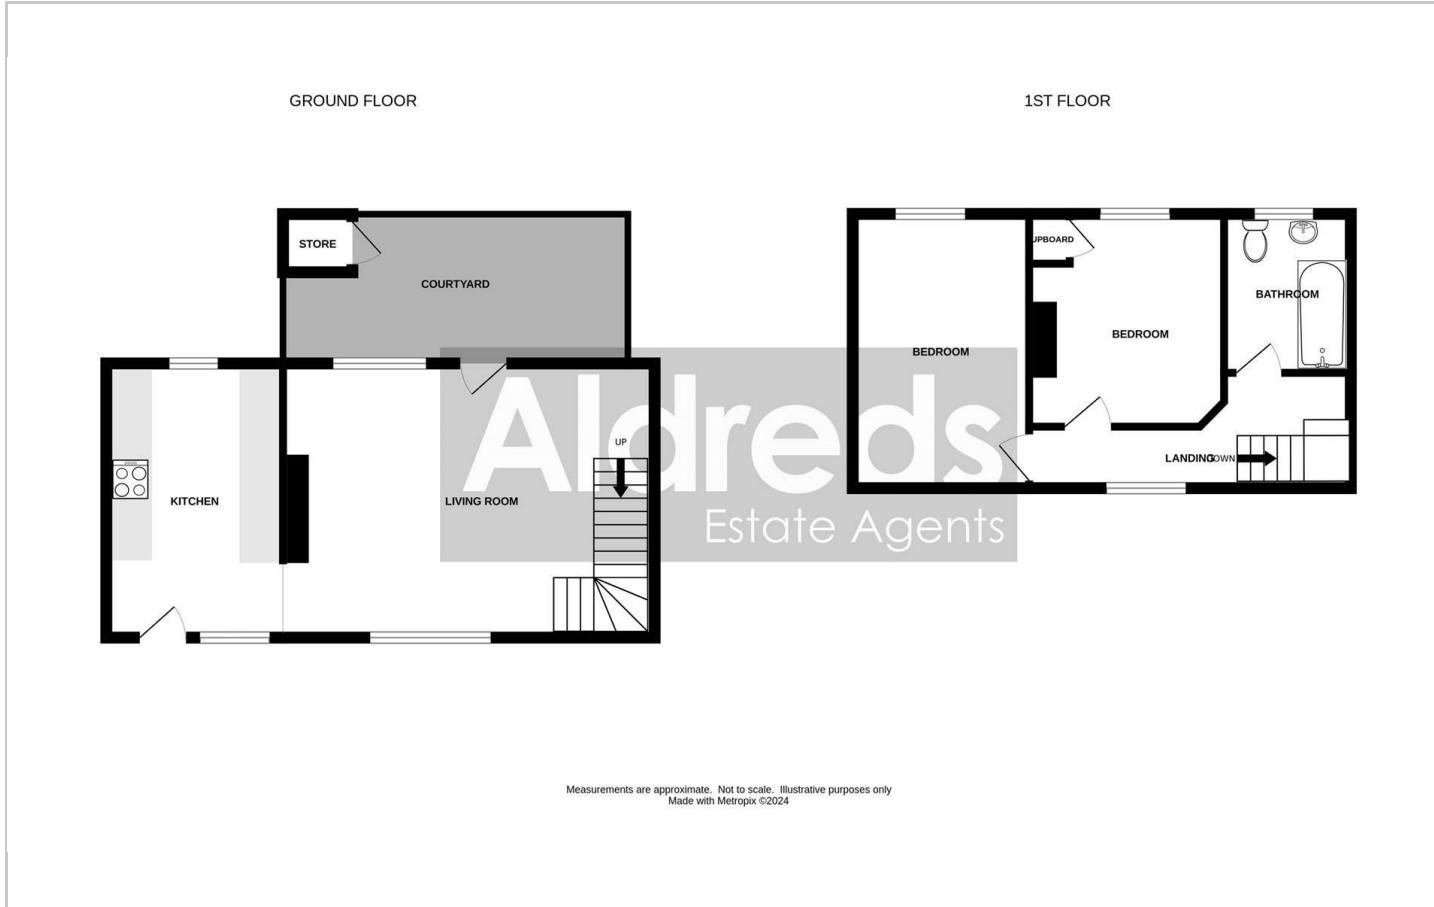 GROUND FLOOR
1ST FLOOR
STORE
COURTYARD
UPBOARD
BATHROOM
BEDROOM
BEDROOM
Aldreds
Estate Agents
UP
LANDING
DOWN
KITCHEN
LIVING ROOM
Measurements are approximate. Not to scale. Illustrative purposes only
Made with Metropix ©2024